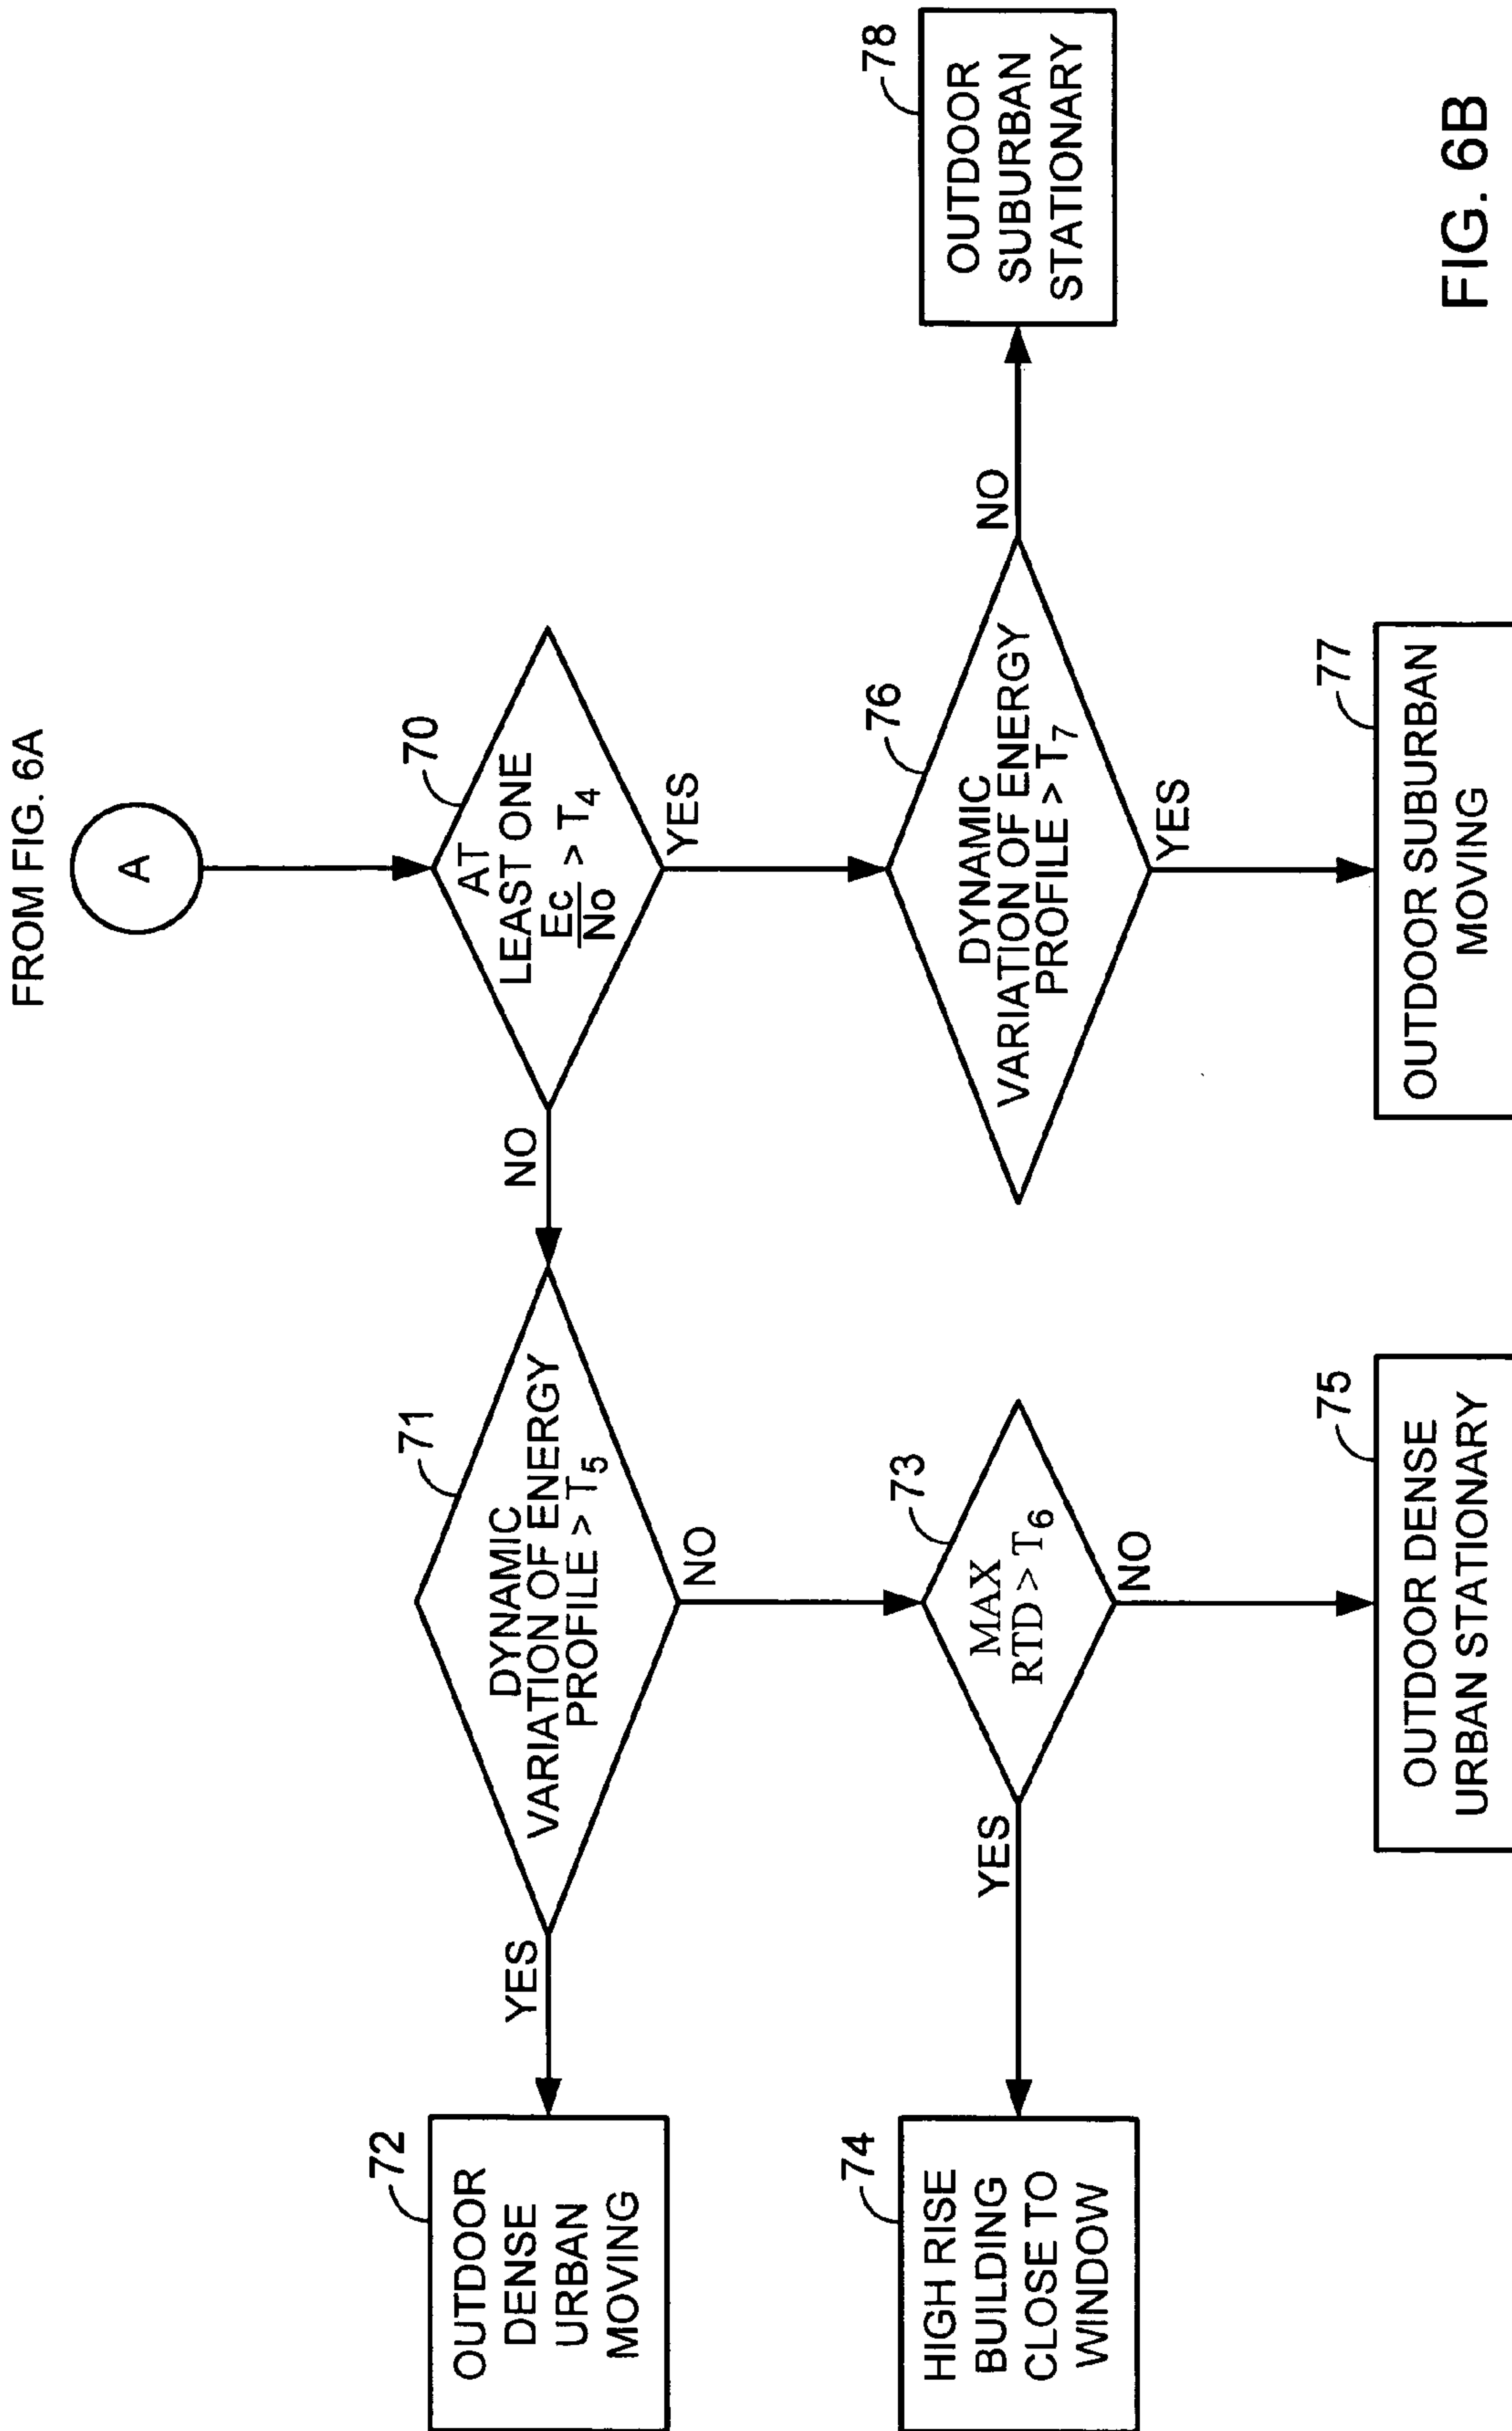 FROM FIG. 6A
A
70
AT
LEAST ONE
Ec
No
> T4
NO
YES
71
DYNAMIC
VARIATION OF ENERGY
PROFILE > T5
YES
NO
72
OUTDOOR
DENSE
URBAN
MOVING
76
DYNAMIC
VARIATION OF ENERGY
PROFILE > T7
NO
YES
78
OUTDOOR
SUBURBAN
STATIONARY
73
MAX
RTD > T6
YES
NO
74
HIGH RISE
BUILDING
CLOSE TO
WINDOW
75
OUTDOOR DENSE
URBAN STATIONARY
77
OUTDOOR SUBURBAN
MOVING
FIG. 6B